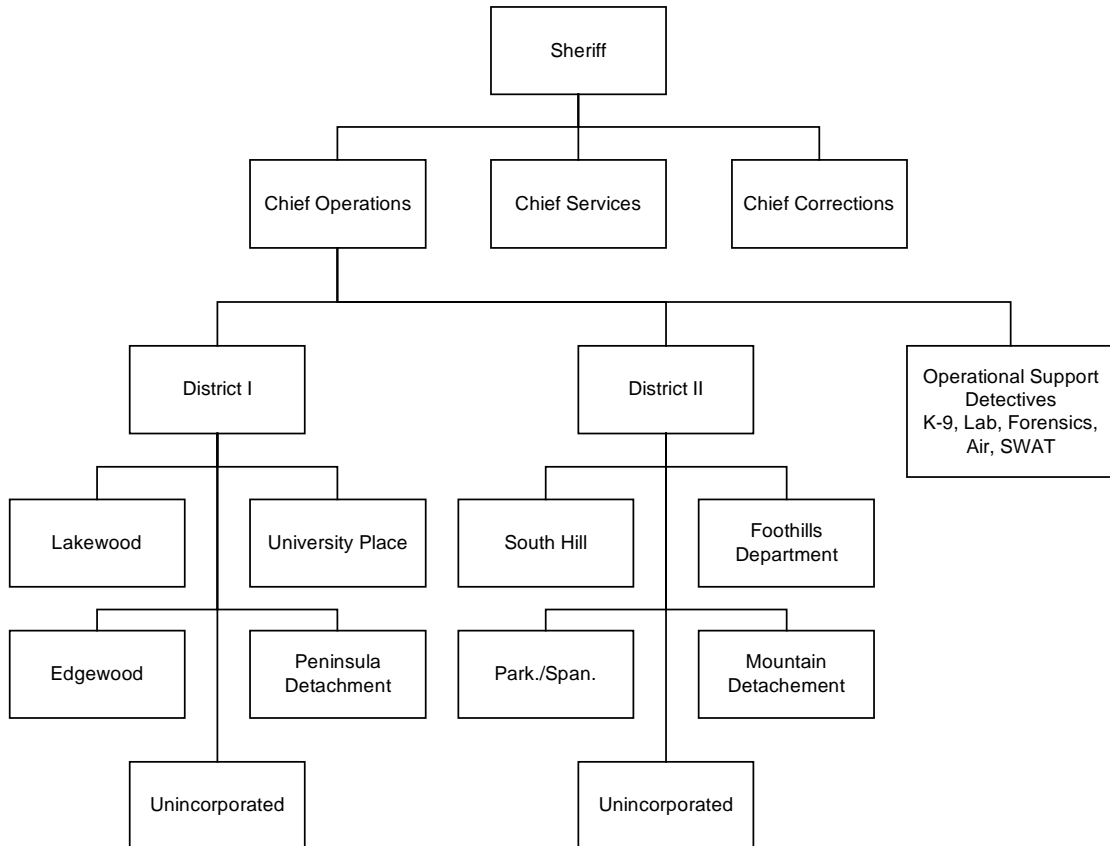 Sheriff
Chief Operations
Chief Services
Chief Corrections
District I
District II
Operational Support
Detectives
K-9, Lab, Forensics,
Air, SWAT
Lakewood
University Place
South Hill
Foothills
Department
Edgewood
Peninsula
Detachment
Park./Span.
Mountain
Detachement
Unincorporated
Unincorporated